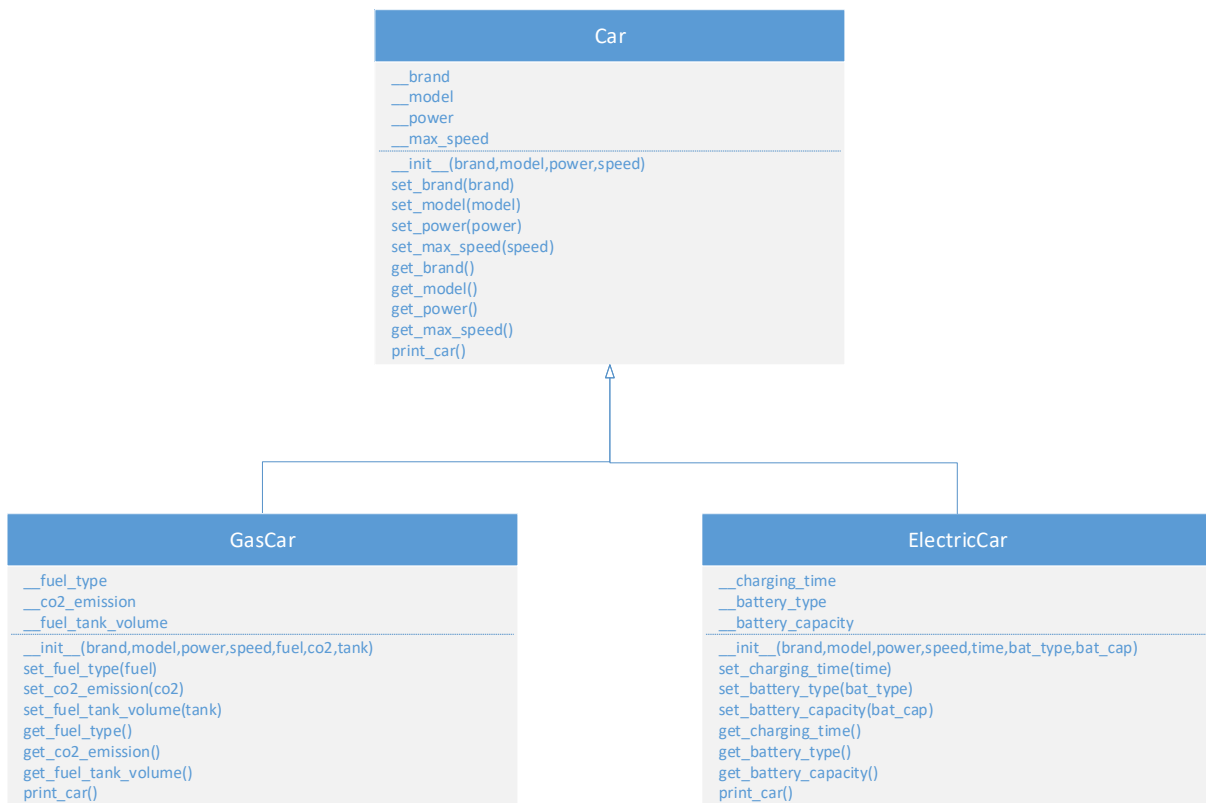 Car
__brand
__model
__power
__max_speed
__init__(brand,model,power,speed)
set_brand(brand)
set_model(model)
set_power(power)
set_max_speed(speed)
get_brand()
get_model()
get_power()
get_max_speed()
print_car()
GasCar
__fuel_type
__co2_emission
__fuel_tank_volume
__init__(brand,model,power,speed,fuel,co2,tank)
set_fuel_type(fuel)
set_co2_emission(co2)
set_fuel_tank_volume(tank)
get_fuel_type()
get_co2_emission()
get_fuel_tank_volume()
print_car()
ElectricCar
__charging_time
__battery_type
__battery_capacity
__init__(brand,model,power,speed,time,bat_type,bat_cap)
set_charging_time(time)
set_battery_type(bat_type)
set_battery_capacity(bat_cap)
get_charging_time()
get_battery_type()
get_battery_capacity()
print_car()